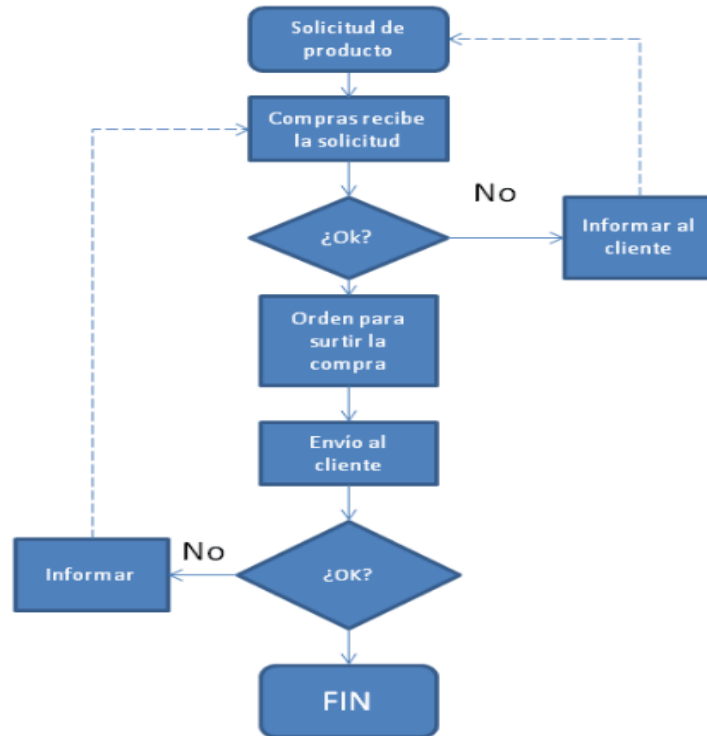 Solicitud de
producto
Compras recibe
la solicitud
No
¿Ok?
Informar al
cliente
Orden para
surtir la
compra
Envío al
cliente
No
Informar
¿OK?
FIN